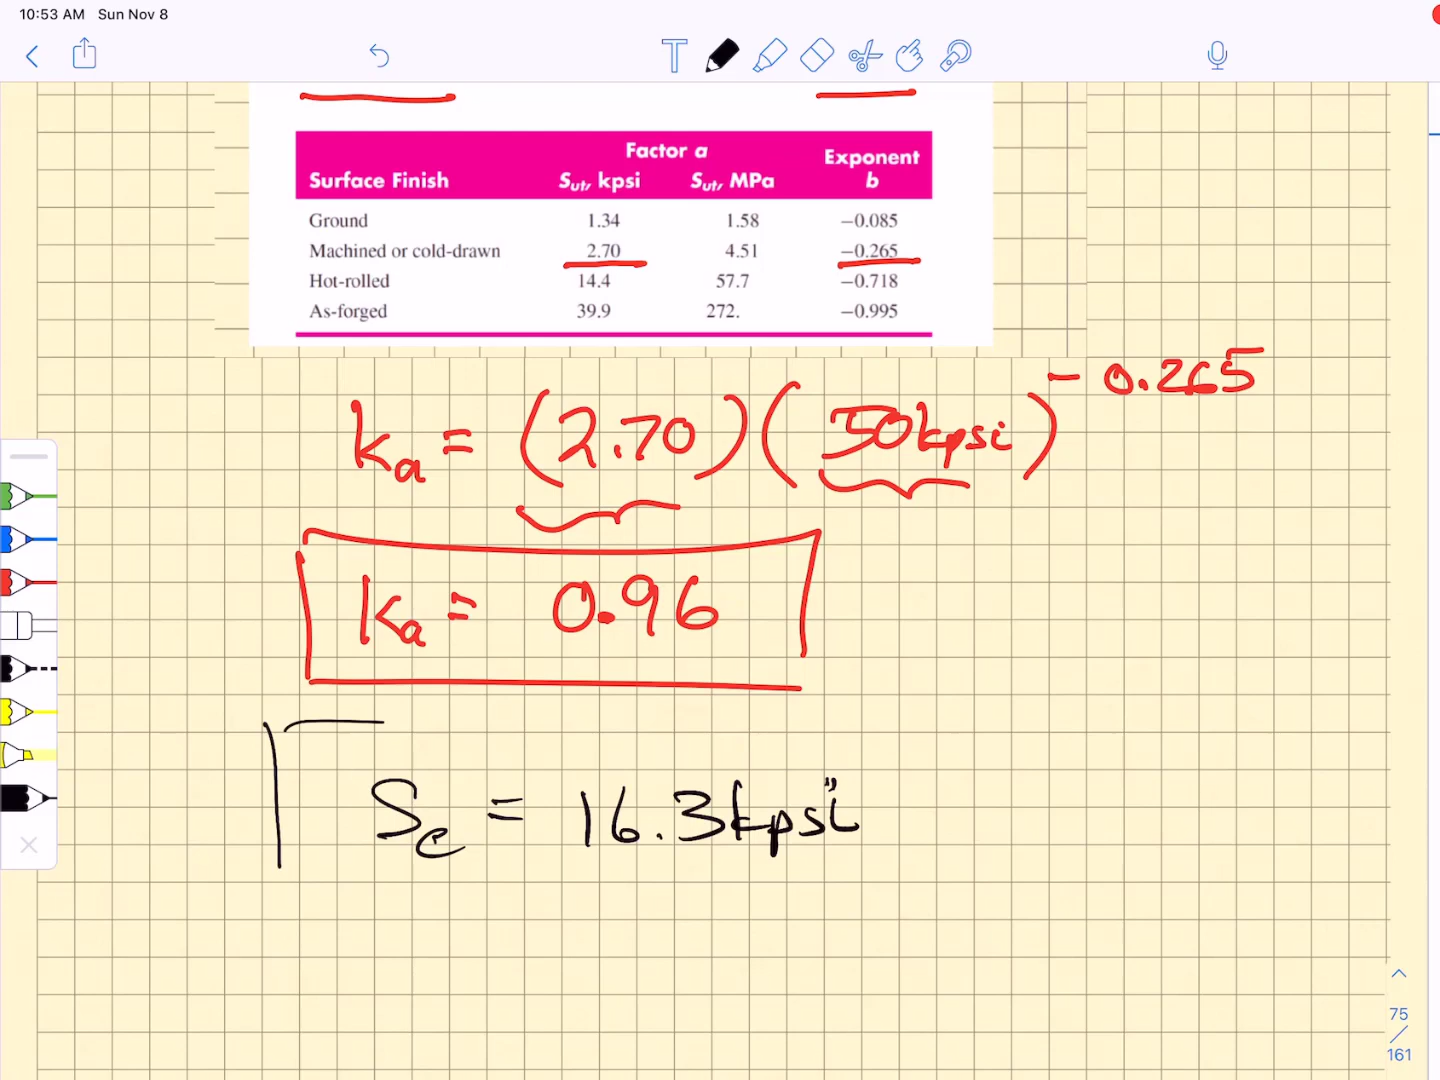 10:53 AM Sun Nov 8
T
Factor a
Exponent
Surface Finish Sut, kpsi Sut, MPa b
Ground 1.34 1.58 −0.085
Machined or cold-drawn 2.70 4.51 −0.265
Hot-rolled 14.4 57.7 −0.718
As-forged 39.9 272. −0.995
ka = (2.70)(50kpsi)^-0.265
ka = 0.96
Se = 16.3kpsi
75
/
161